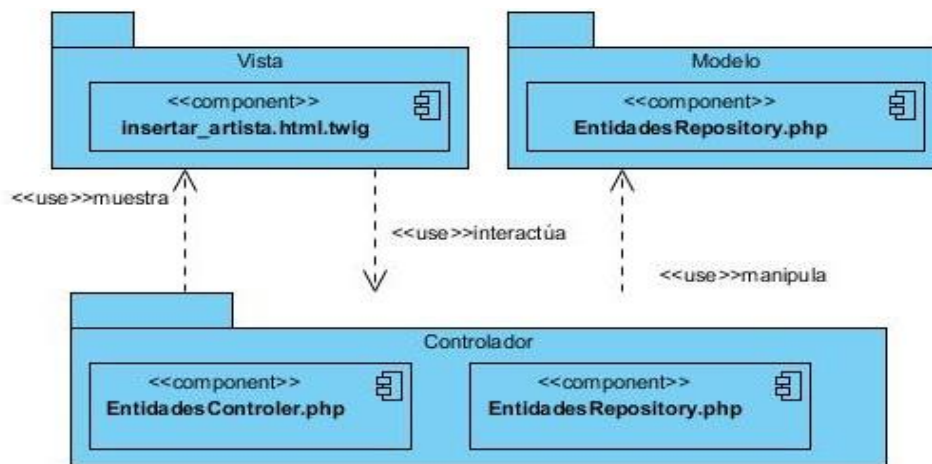 Vista
<<component>>
insertar_artista.html.twig
Modelo
<<component>>
EntidadesRepository.php
<<use>>muestra
<<use>>interactúa
<<use>>manipula
Controlador
<<component>>
EntidadesControler.php
<<component>>
EntidadesRepository.php